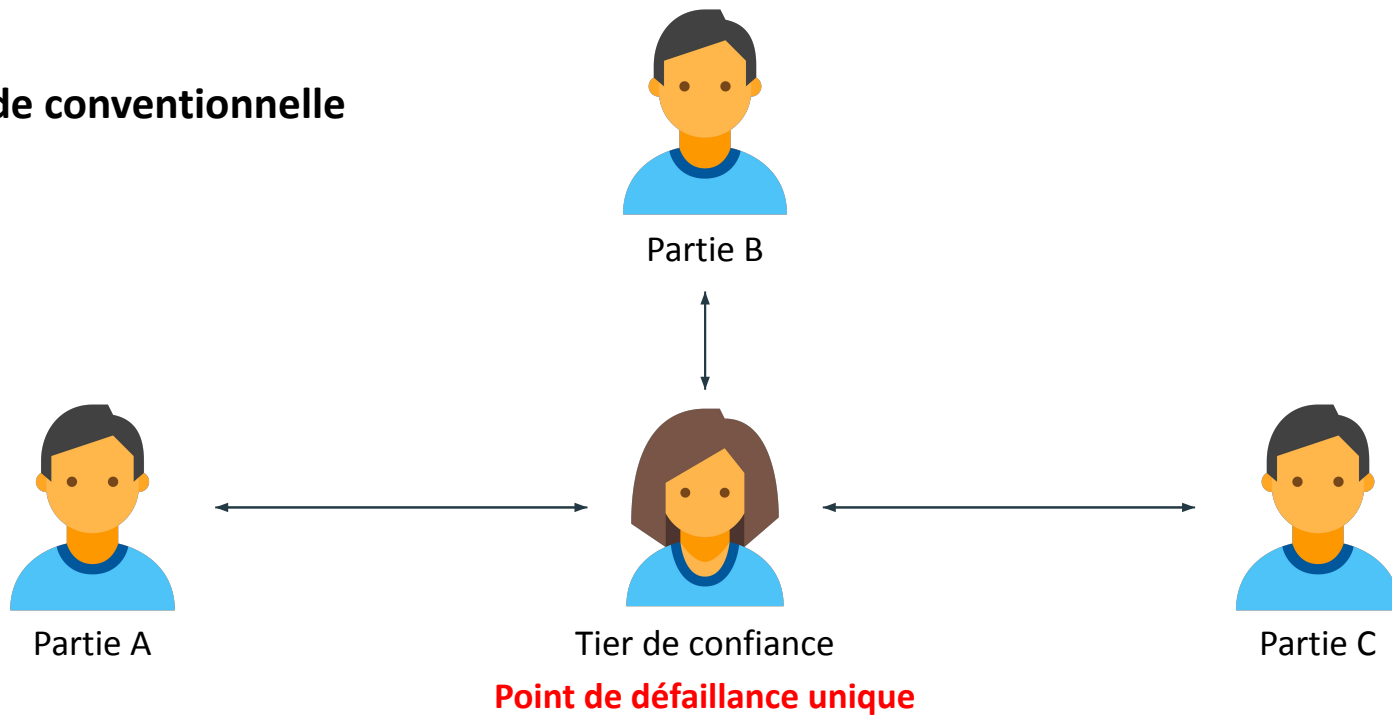 de conventionnelle
Partie B
Partie A
Tier de confiance
Partie C
Point de défaillance unique